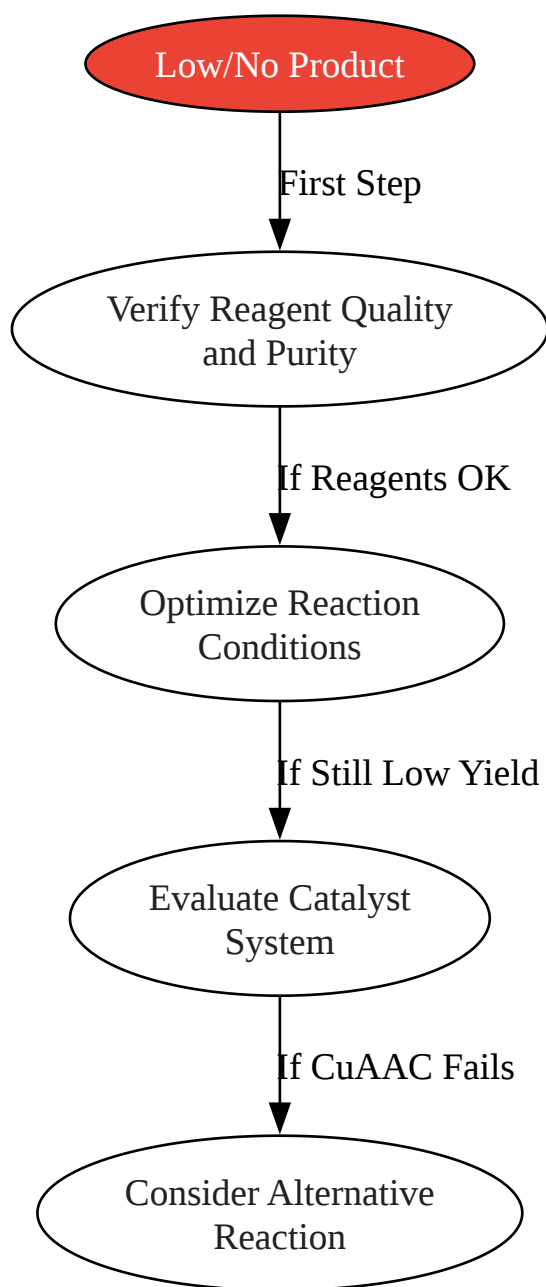 Low/No Product
First Step
Verify Reagent Quality
and Purity
If Reagents OK
Optimize Reaction
Conditions
If Still Low Yield
Evaluate Catalyst
System
If CuAAC Fails
Consider Alternative
Reaction